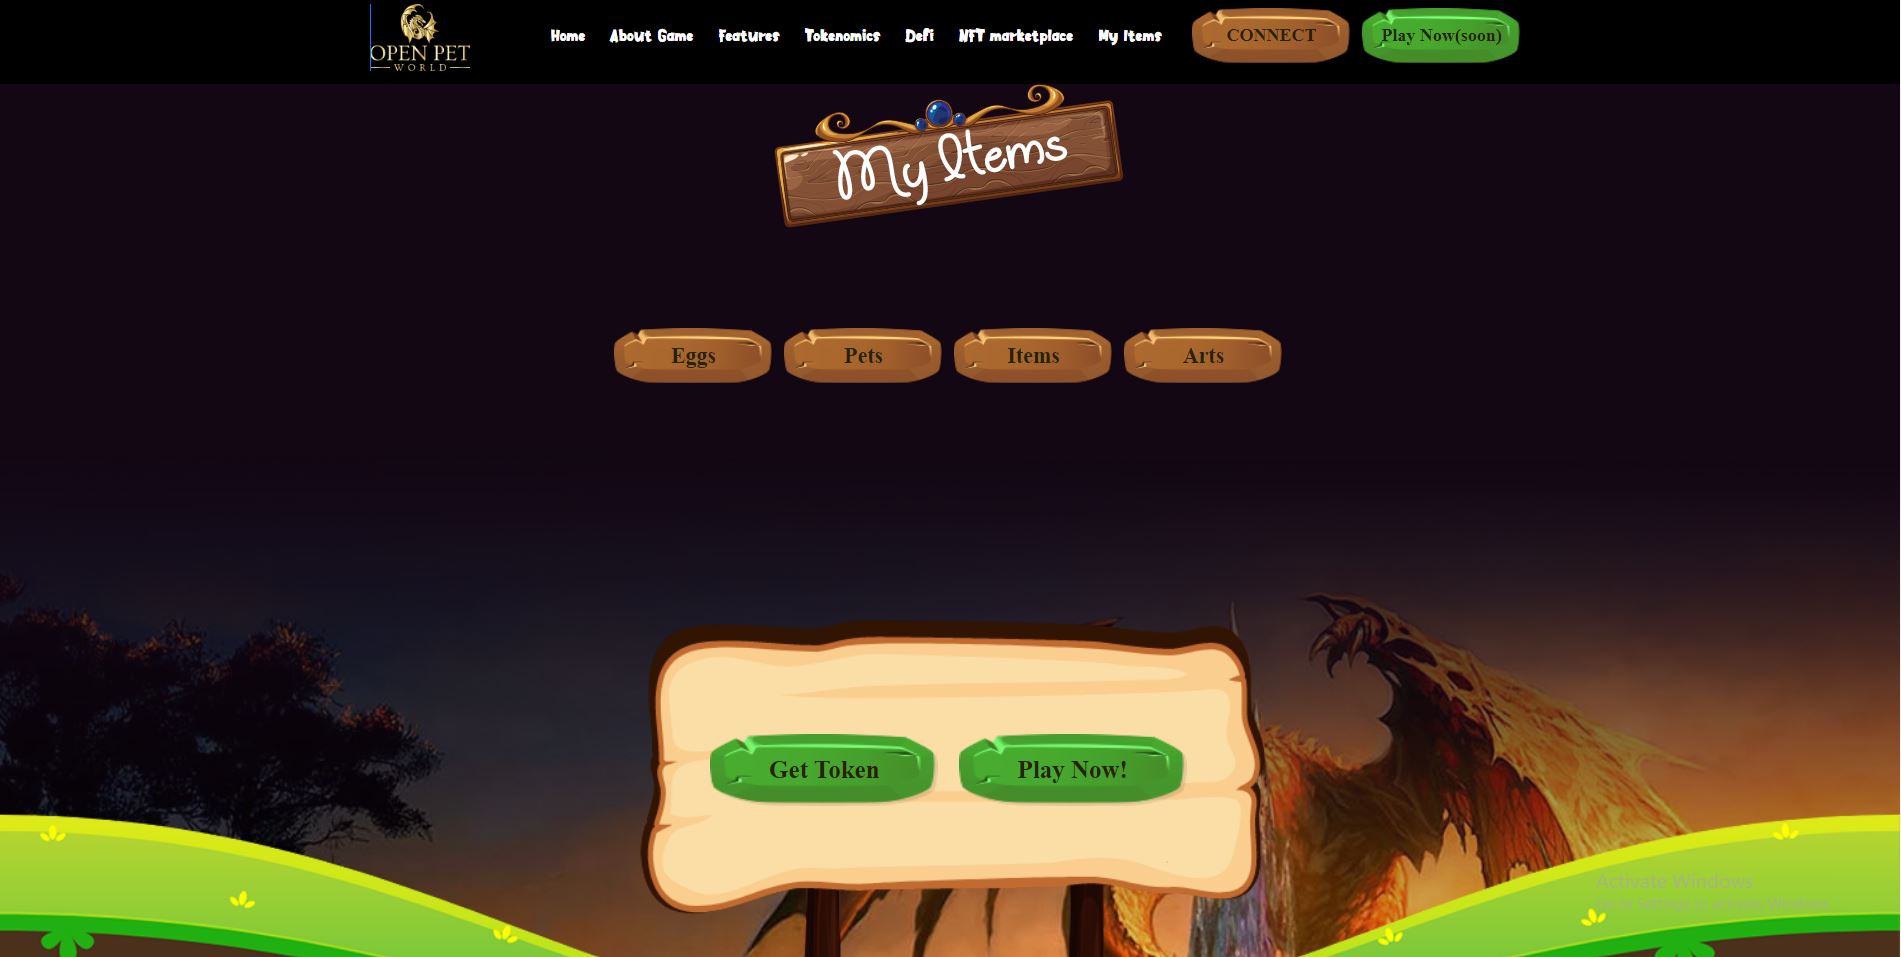 OPEN PET
WORLD
Home About Game Features Tokenomics Defi NFT marketplace My Items CONNECT Play Now(soon)
My Items
Eggs Pets Items Arts
Get Token Play Now!
Activate Windows
Go to Settings to activate Windows.